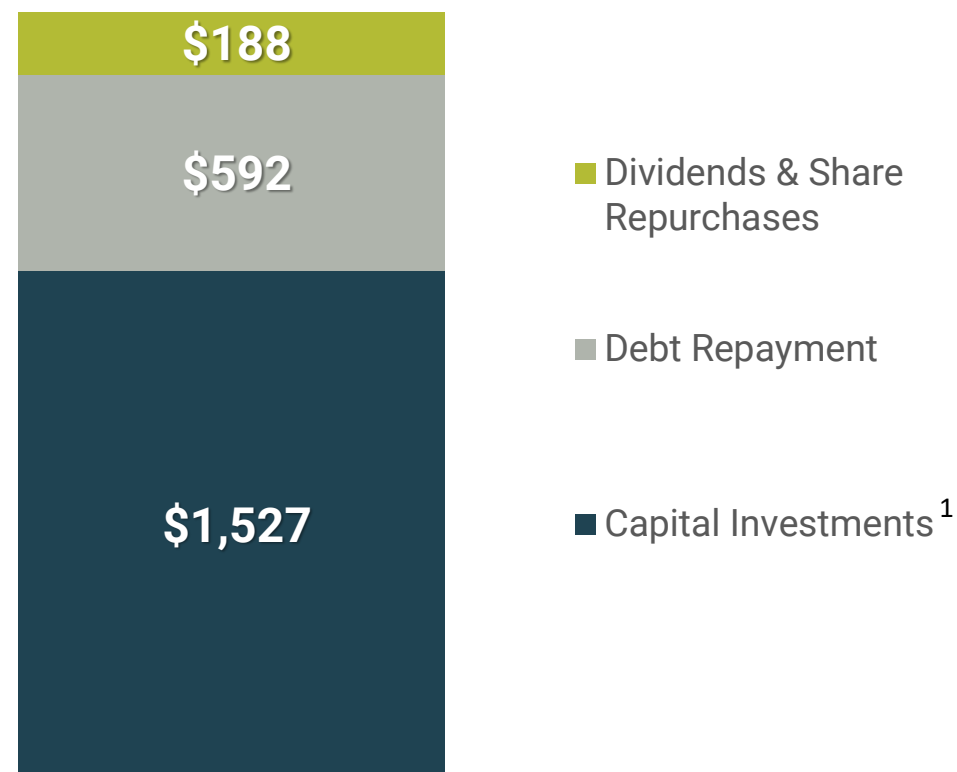 $188
$592
$1,527
Dividends & Share
Repurchases
Debt Repayment
Capital Investments 1